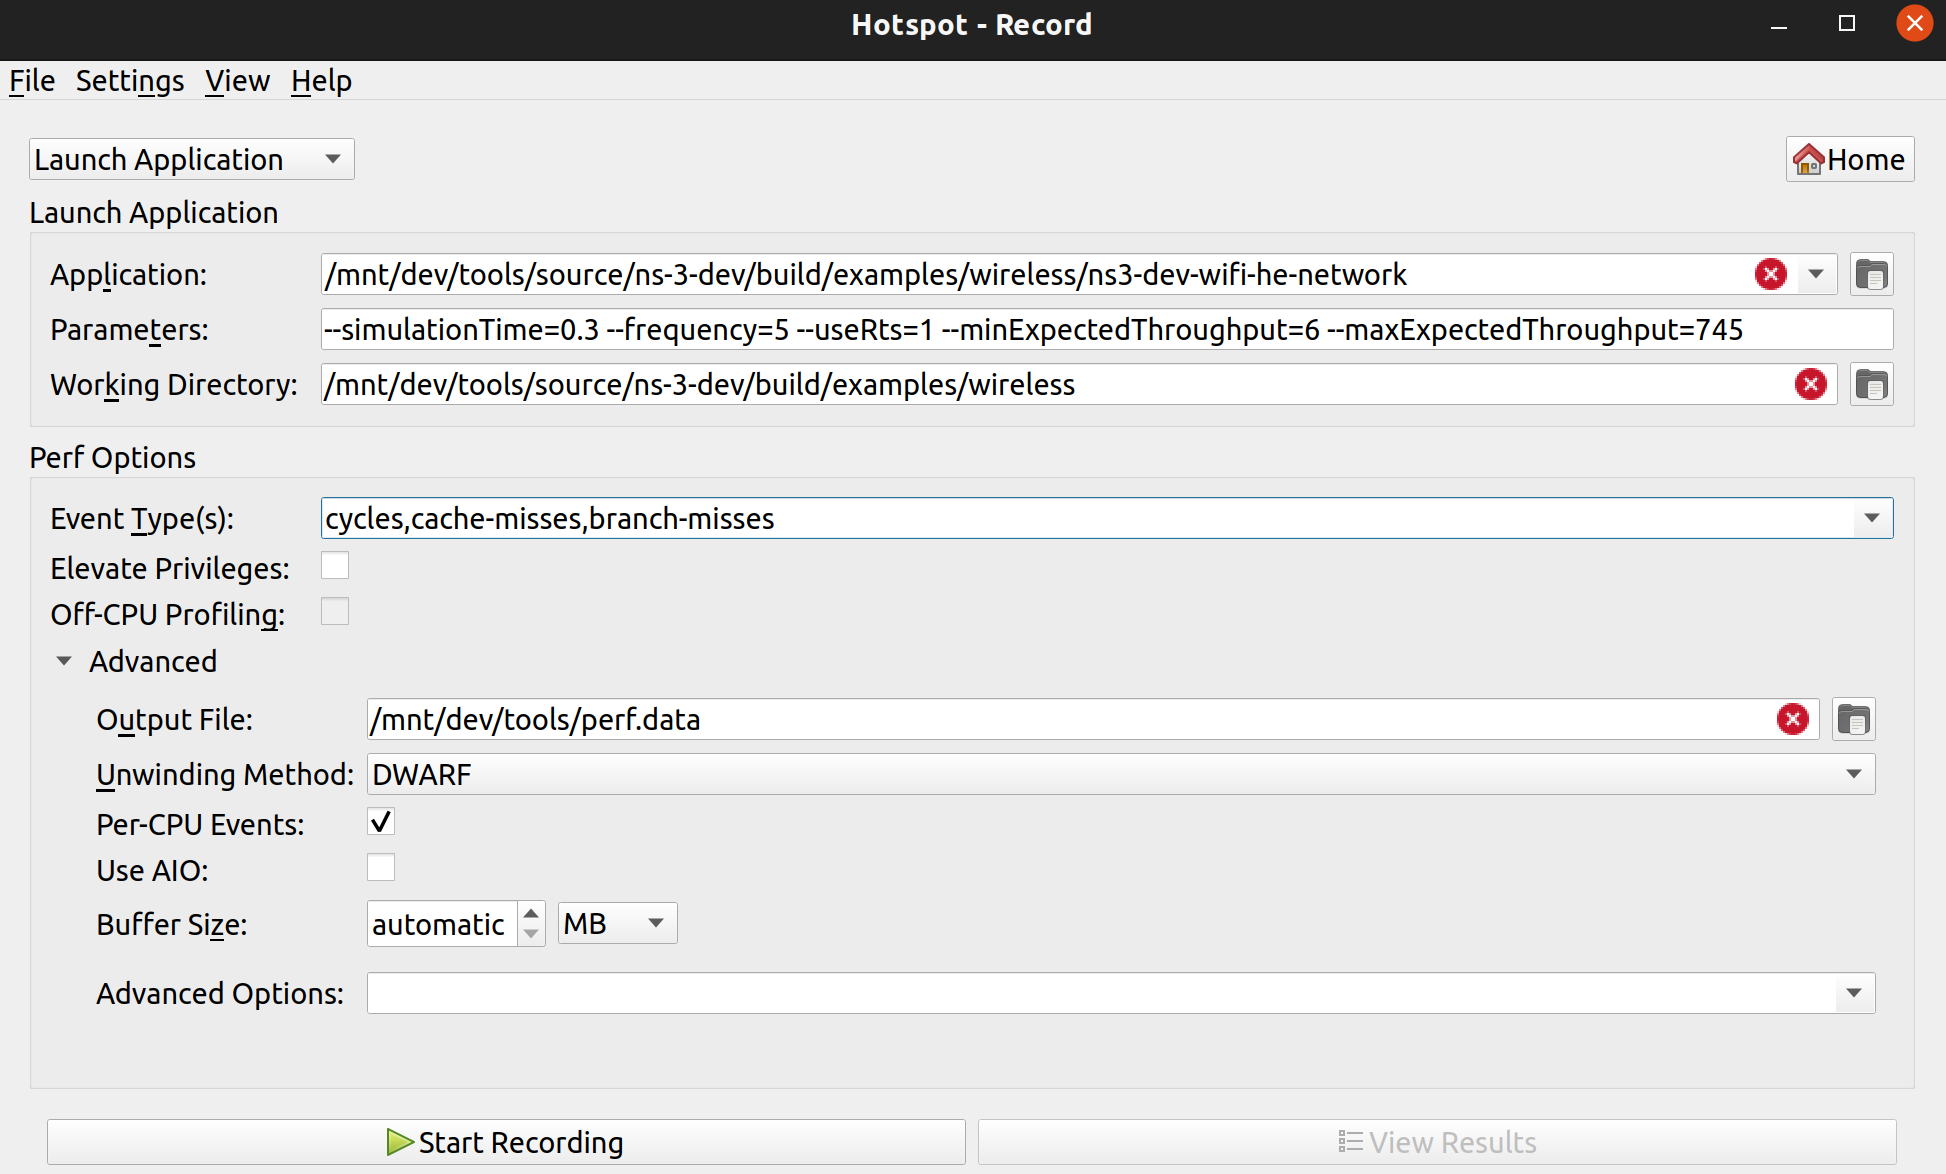 Hotspot - Record
File Settings View Help
Launch Application
Home
Launch Application
Application: /mnt/dev/tools/source/ns-3-dev/build/examples/wireless/ns3-dev-wifi-he-network
Parameters: --simulationTime=0.3 --frequency=5 --useRts=1 --minExpectedThroughput=6 --maxExpectedThroughput=745
Working Directory: /mnt/dev/tools/source/ns-3-dev/build/examples/wireless
Perf Options
Event Type(s): cycles,cache-misses,branch-misses
Elevate Privileges:
Off-CPU Profiling:
Advanced
Output File: /mnt/dev/tools/perf.data
Unwinding Method: DWARF
Per-CPU Events:
Use AIO:
Buffer Size: automatic MB
Advanced Options:
Start Recording
View Results